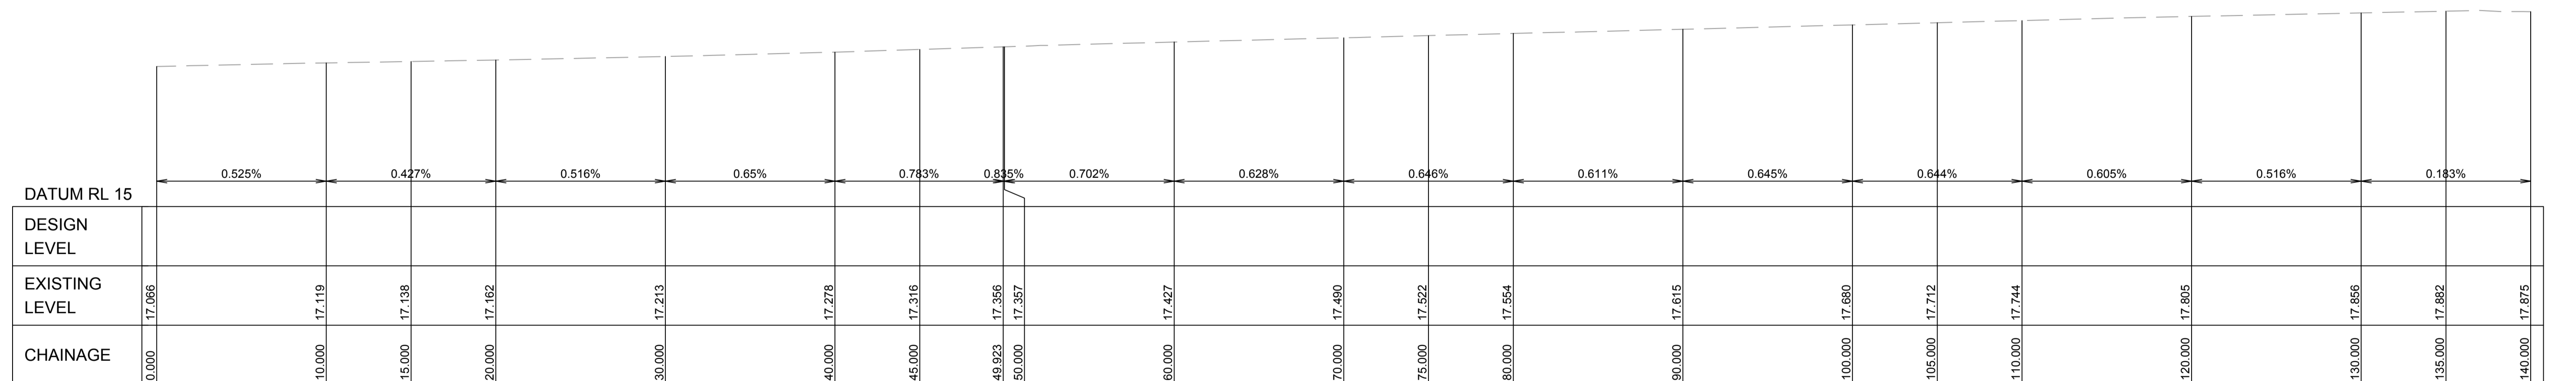 0.525% 0.427% 0.516% 0.65% 0.783% 0.835% 0.702% 0.628% 0.646% 0.611% 0.645% 0.644% 0.605% 0.516% 0.183%
DATUM RL 15
DESIGN
LEVEL
EXISTING
LEVEL
17.066 17.119 17.138 17.162 17.213 17.278 17.316 17.356 17.357 17.427 17.490 17.522 17.554 17.615 17.680 17.712 17.744 17.805 17.856 17.882 17.875
CHAINAGE
0.000 10.000 15.000 20.000 30.000 40.000 45.000 49.923 50.000 60.000 70.000 75.000 80.000 90.000 100.000 105.000 110.000 120.000 130.000 135.000 140.000